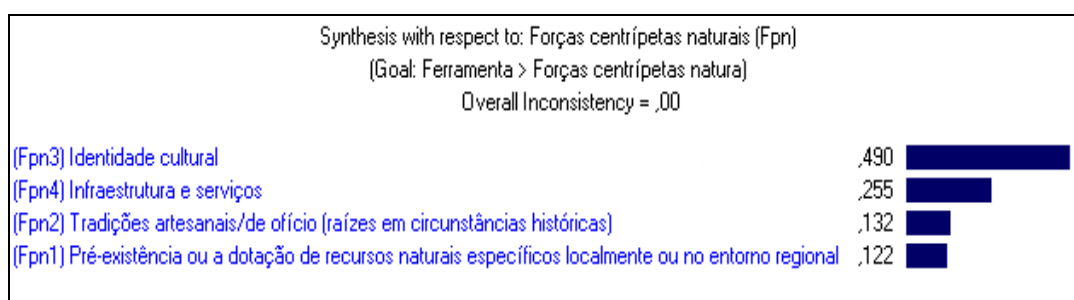 Synthesis with respect to: Forças centrípetas naturais (Fpn)
(Goal: Ferramenta > Forças centrípetas natura)
Overall Inconsistency = ,00
(Fpn3) Identidade cultural ,490
(Fpn4) Infraestrutura e serviços ,255
(Fpn2) Tradições artesanais/de ofício (raízes em circunstâncias históricas) ,132
(Fpn1) Pré-existência ou a dotação de recursos naturais específicos localmente ou no entorno regional ,122